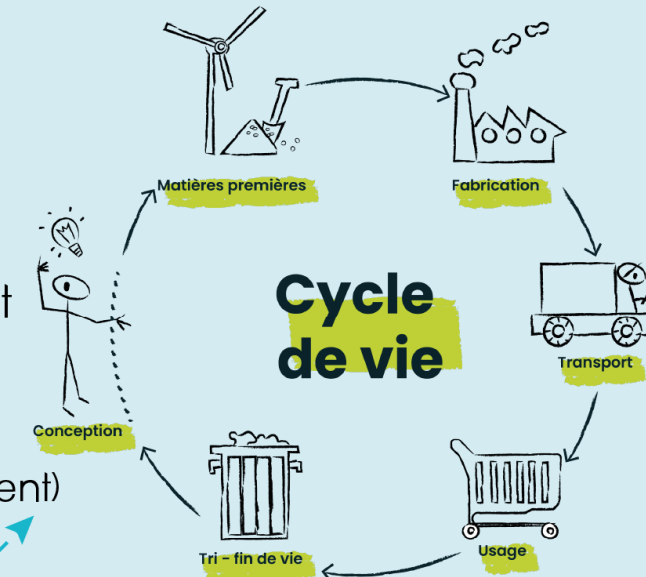 Matières premières
Fabrication
Cycle
de vie
Transport
Conception
Usage
Tri - fin de vie
ent)